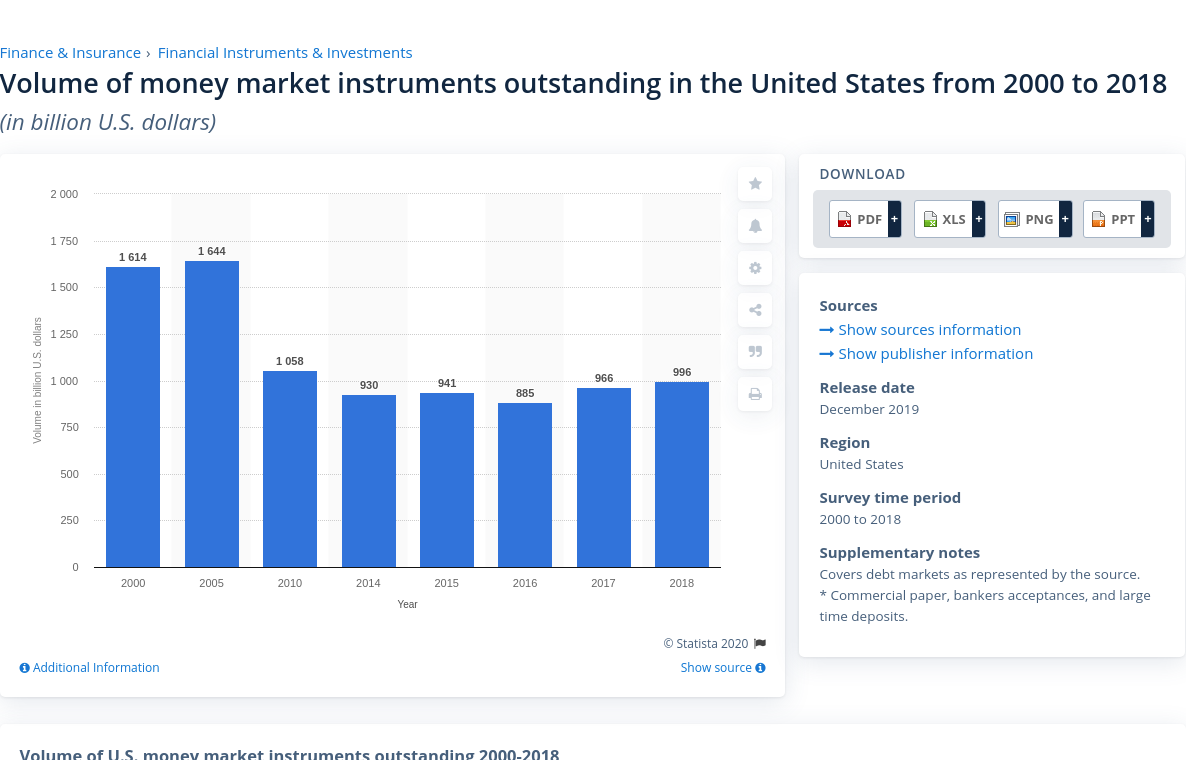 Finance & Insurance › Financial Instruments & Investments
Volume of money market instruments outstanding in the United States from 2000 to 2018
(in billion U.S. dollars)
2 000
1 750
1 500
1 250
1 000
750
500
250
0
Volume in billion U.S. dollars
1 614
1 644
1 058
930
941
885
966
996
2000 2005 2010 2014 2015 2016 2017 2018
Year
© Statista 2020
Additional Information
Show source
DOWNLOAD
PDF + XLS + PNG + PPT +
Sources
Show sources information
Show publisher information
Release date
December 2019
Region
United States
Survey time period
2000 to 2018
Supplementary notes
Covers debt markets as represented by the source.
* Commercial paper, bankers acceptances, and large
time deposits.
Volume of U.S. money market instruments outstanding 2000-2018